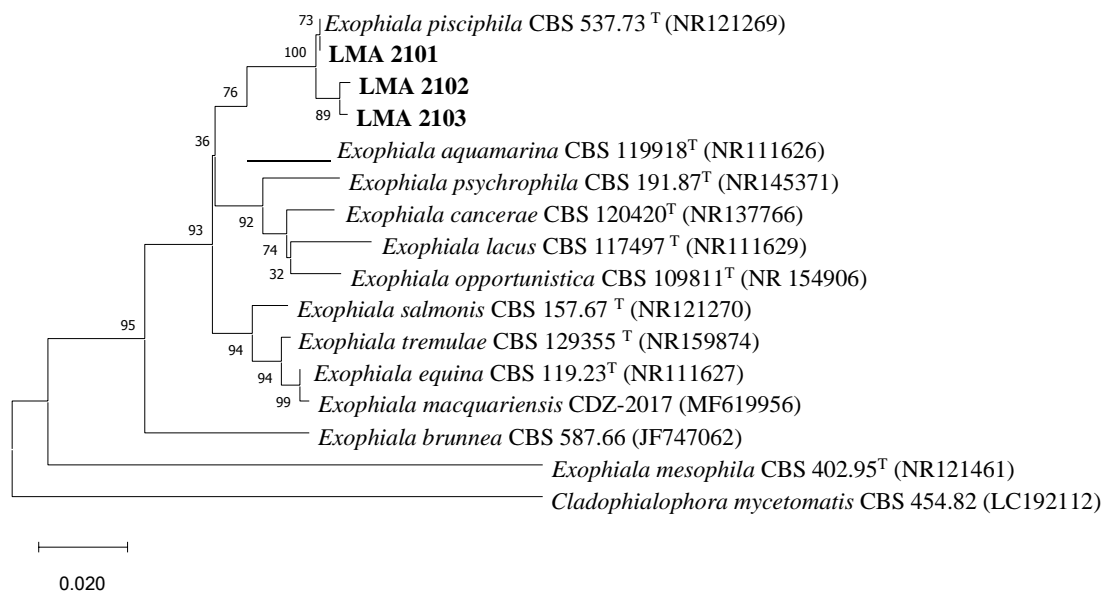 73
Exophiala pisciphila CBS 537.73 T (NR121269)
100
LMA 2101
76
LMA 2102
89
LMA 2103
36
Exophiala aquamarina CBS 119918T (NR111626)
Exophiala psychrophila CBS 191.87T (NR145371)
92
Exophiala cancerae CBS 120420T (NR137766)
93
74
Exophiala lacus CBS 117497 T (NR111629)
32
Exophiala opportunistica CBS 109811T (NR 154906)
Exophiala salmonis CBS 157.67 T (NR121270)
95
94
Exophiala tremulae CBS 129355 T (NR159874)
94
Exophiala equina CBS 119.23T (NR111627)
99
Exophiala macquariensis CDZ-2017 (MF619956)
Exophiala brunnea CBS 587.66 (JF747062)
Exophiala mesophila CBS 402.95T (NR121461)
Cladophialophora mycetomatis CBS 454.82 (LC192112)
0.020